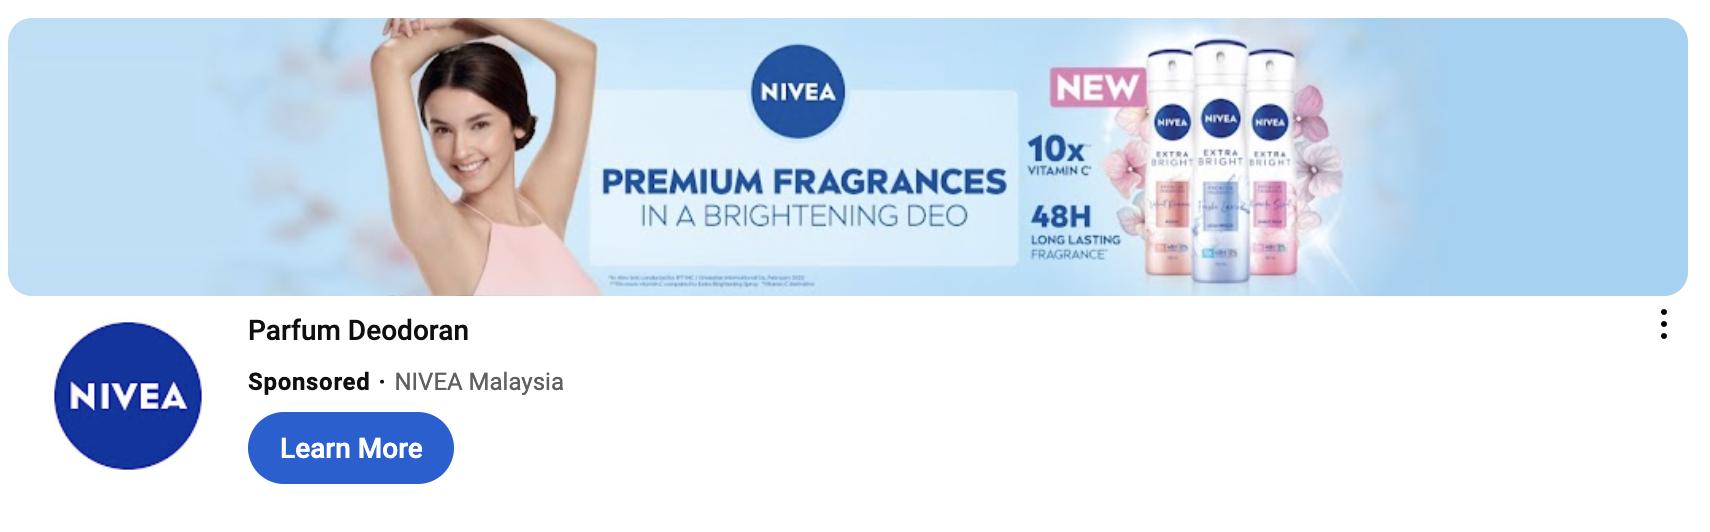 NIVEA
PREMIUM FRAGRANCES
IN A BRIGHTENING DEO
NEW
10x
VITAMIN C
48H
LONG LASTING
FRAGRANCE
NIVEA
EXTRA
BRIGHT
NIVEA
EXTRA
BRIGHT
NIVEA
EXTRA
BRIGHT
NIVEA
Parfum Deodoran
Sponsored · NIVEA Malaysia
Learn More